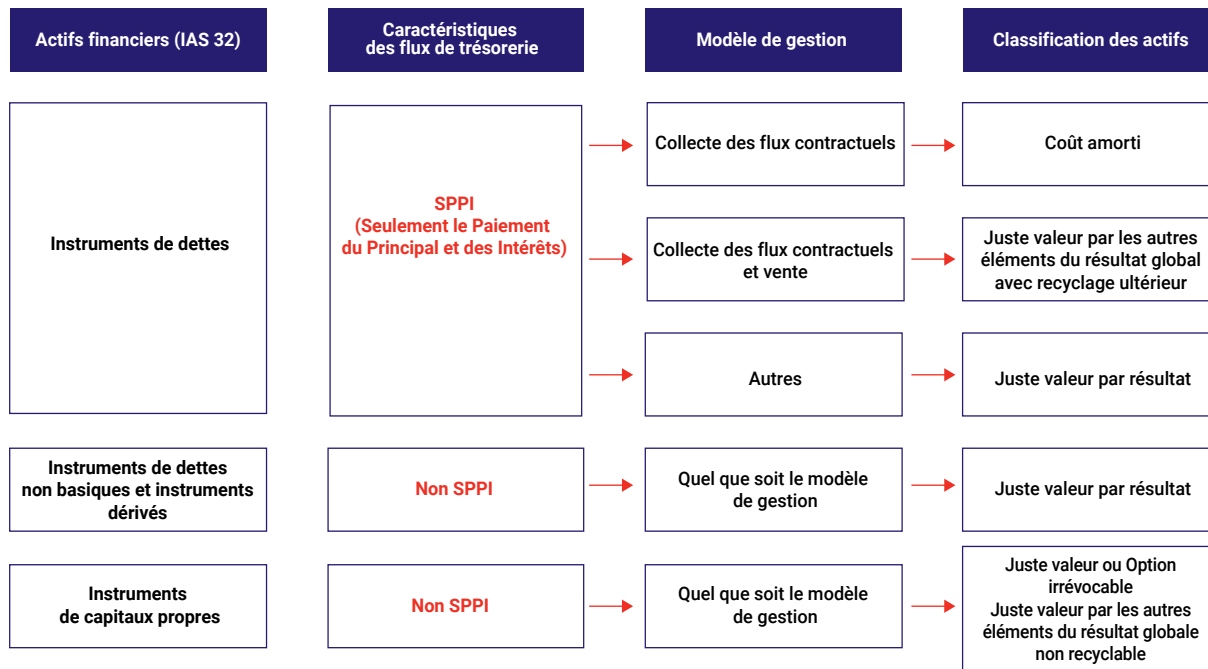 Actifs financiers (IAS 32)
Caractéristiques
des flux de trésorerie
Modèle de gestion
Classification des actifs
Instruments de dettes
SPPI
(Seulement le Paiement
du Principal et des Intérêts)
Collecte des flux contractuels
Coût amorti
Collecte des flux contractuels
et vente
Juste valeur par les autres
éléments du résultat global
avec recyclage ultérieur
Autres
Juste valeur par résultat
Instruments de dettes
non basiques et instruments
dérivés
Non SPPI
Quel que soit le modèle
de gestion
Juste valeur par résultat
Instruments
de capitaux propres
Non SPPI
Quel que soit le modèle
de gestion
Juste valeur ou Option
irrévocable
Juste valeur par les autres
éléments du résultat globale
non recyclable